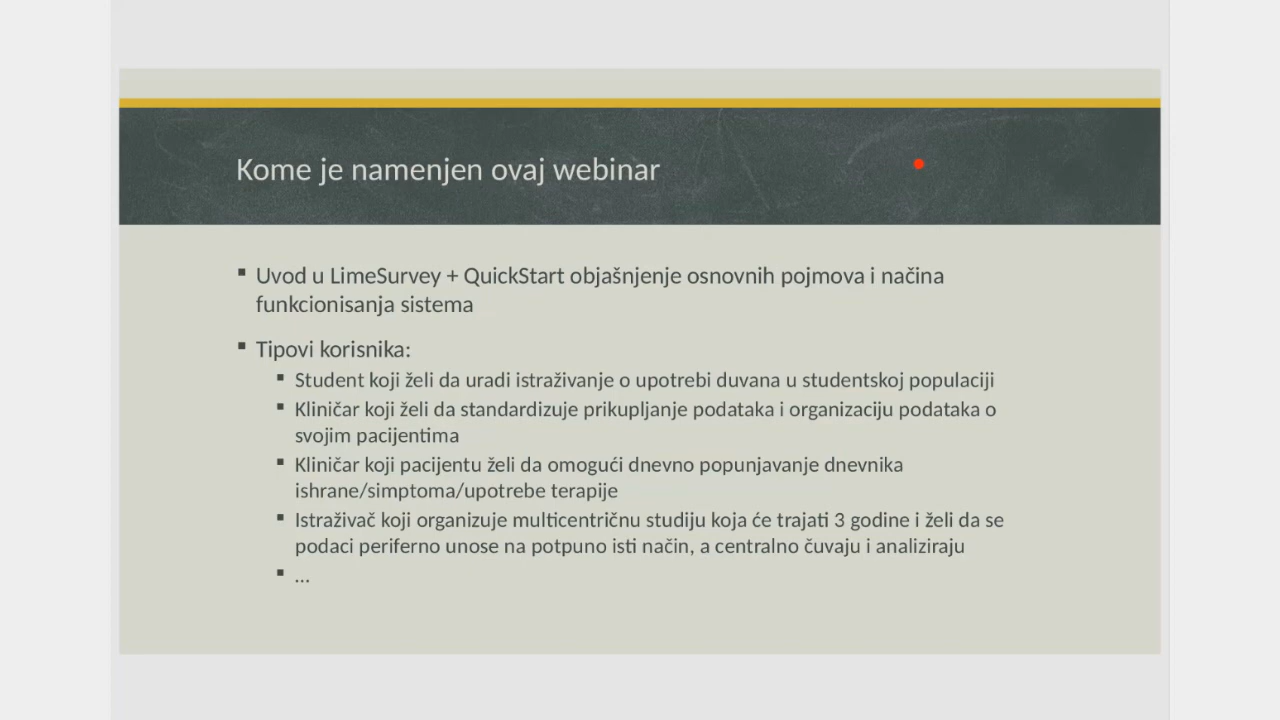 Kome je namenjen ovaj webinar
▪ Uvod u LimeSurvey + QuickStart objašnjenje osnovnih pojmova i načina
funkcionisanja sistema
▪ Tipovi korisnika:
▪ Student koji želi da uradi istraživanje o upotrebi duvana u studentskoj populaciji
▪ Kliničar koji želi da standardizuje prikupljanje podataka i organizaciju podataka o
svojim pacijentima
▪ Kliničar koji pacijentu želi da omogući dnevno popunjavanje dnevnika
ishrane/simptoma/upotrebe terapije
▪ Istraživač koji organizuje multicentričnu studiju koja će trajati 3 godine i želi da se
podaci periferno unose na potpuno isti način, a centralno čuvaju i analiziraju
▪ ...